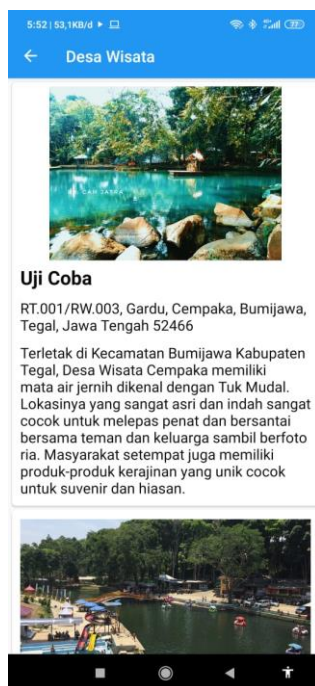 5:52 | 53,1KB/d
77
Desa Wisata
Uji Coba
RT.001/RW.003, Gardu, Cempaka, Bumijawa,
Tegal, Jawa Tengah 52466
Terletak di Kecamatan Bumijawa Kabupaten
Tegal, Desa Wisata Cempaka memiliki
mata air jernih dikenal dengan Tuk Mudal.
Lokasinya yang sangat asri dan indah sangat
cocok untuk melepas penat dan bersantai
bersama teman dan keluarga sambil berfoto
ria. Masyarakat setempat juga memiliki
produk-produk kerajinan yang unik cocok
untuk suvenir dan hiasan.